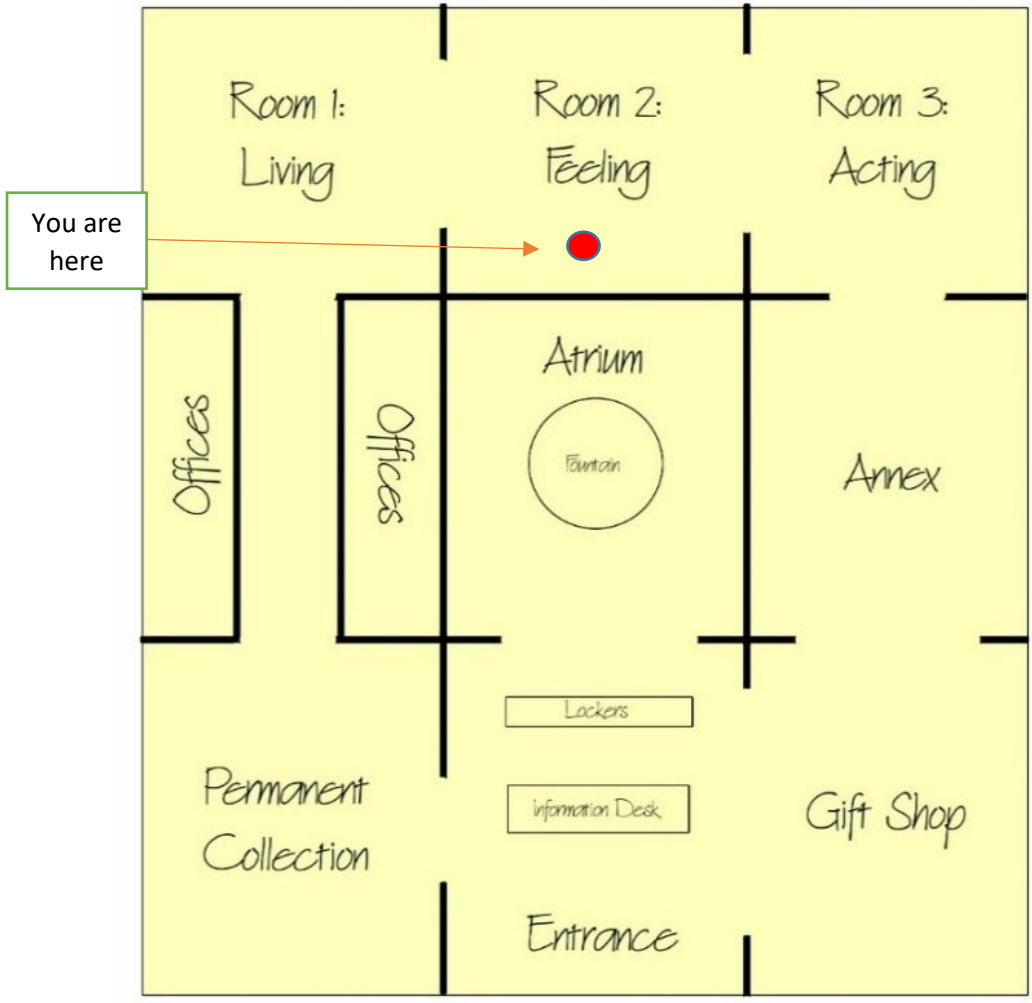 Room 1:
Living
Room 2:
Feeling
Room 3:
Acting
You are
here
Offices
Offices
Atrium
Fountain
Annex
Lockers
Information Desk
Permanent
Collection
Gift Shop
Entrance